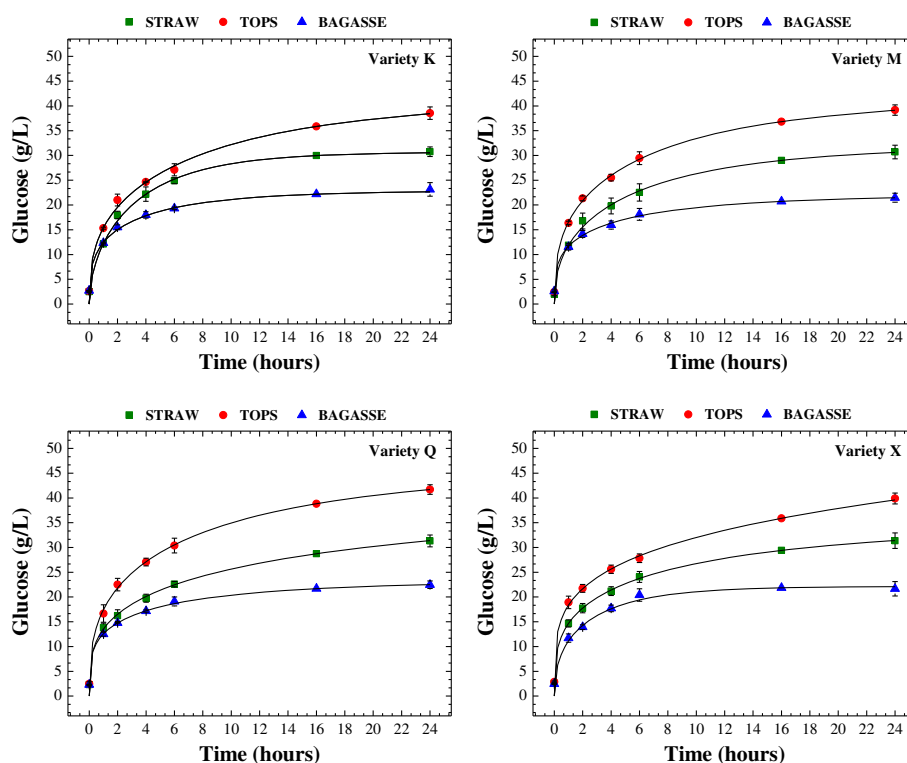 STRAW TOPS BAGASSE
Variety K
Glucose (g/L)
50
45
40
35
30
25
20
15
10
5
0
0 2 4 6 8 10 12 14 16 18 20 22 24
Time (hours)
STRAW TOPS BAGASSE
Variety M
Glucose (g/L)
50
45
40
35
30
25
20
15
10
5
0
0 2 4 6 8 10 12 14 16 18 20 22 24
Time (hours)
STRAW TOPS BAGASSE
Variety Q
Glucose (g/L)
50
45
40
35
30
25
20
15
10
5
0
0 2 4 6 8 10 12 14 16 18 20 22 24
Time (hours)
STRAW TOPS BAGASSE
Variety X
Glucose (g/L)
50
45
40
35
30
25
20
15
10
5
0
0 2 4 6 8 10 12 14 16 18 20 22 24
Time (hours)